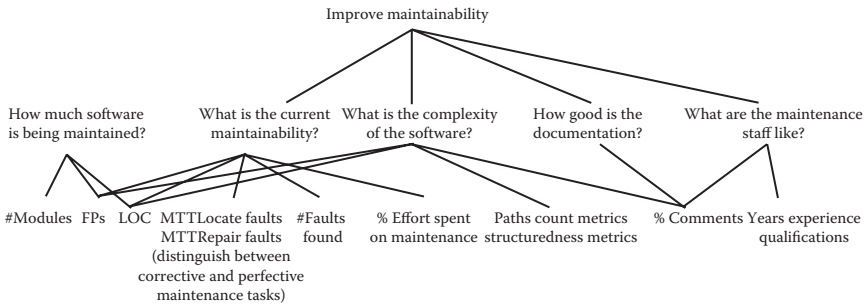 Improve maintainability
How much software
is being maintained?
What is the current
maintainability?
What is the complexity
of the software?
How good is the
documentation?
What are the maintenance
staff like?
#Modules
FPs
LOC
MTTLocate faults
MTTRepair faults
(distinguish between
corrective and perfective
maintenance tasks)
#Faults
found
% Effort spent
on maintenance
Paths count metrics
structuredness metrics
% Comments
Years experience
qualifications